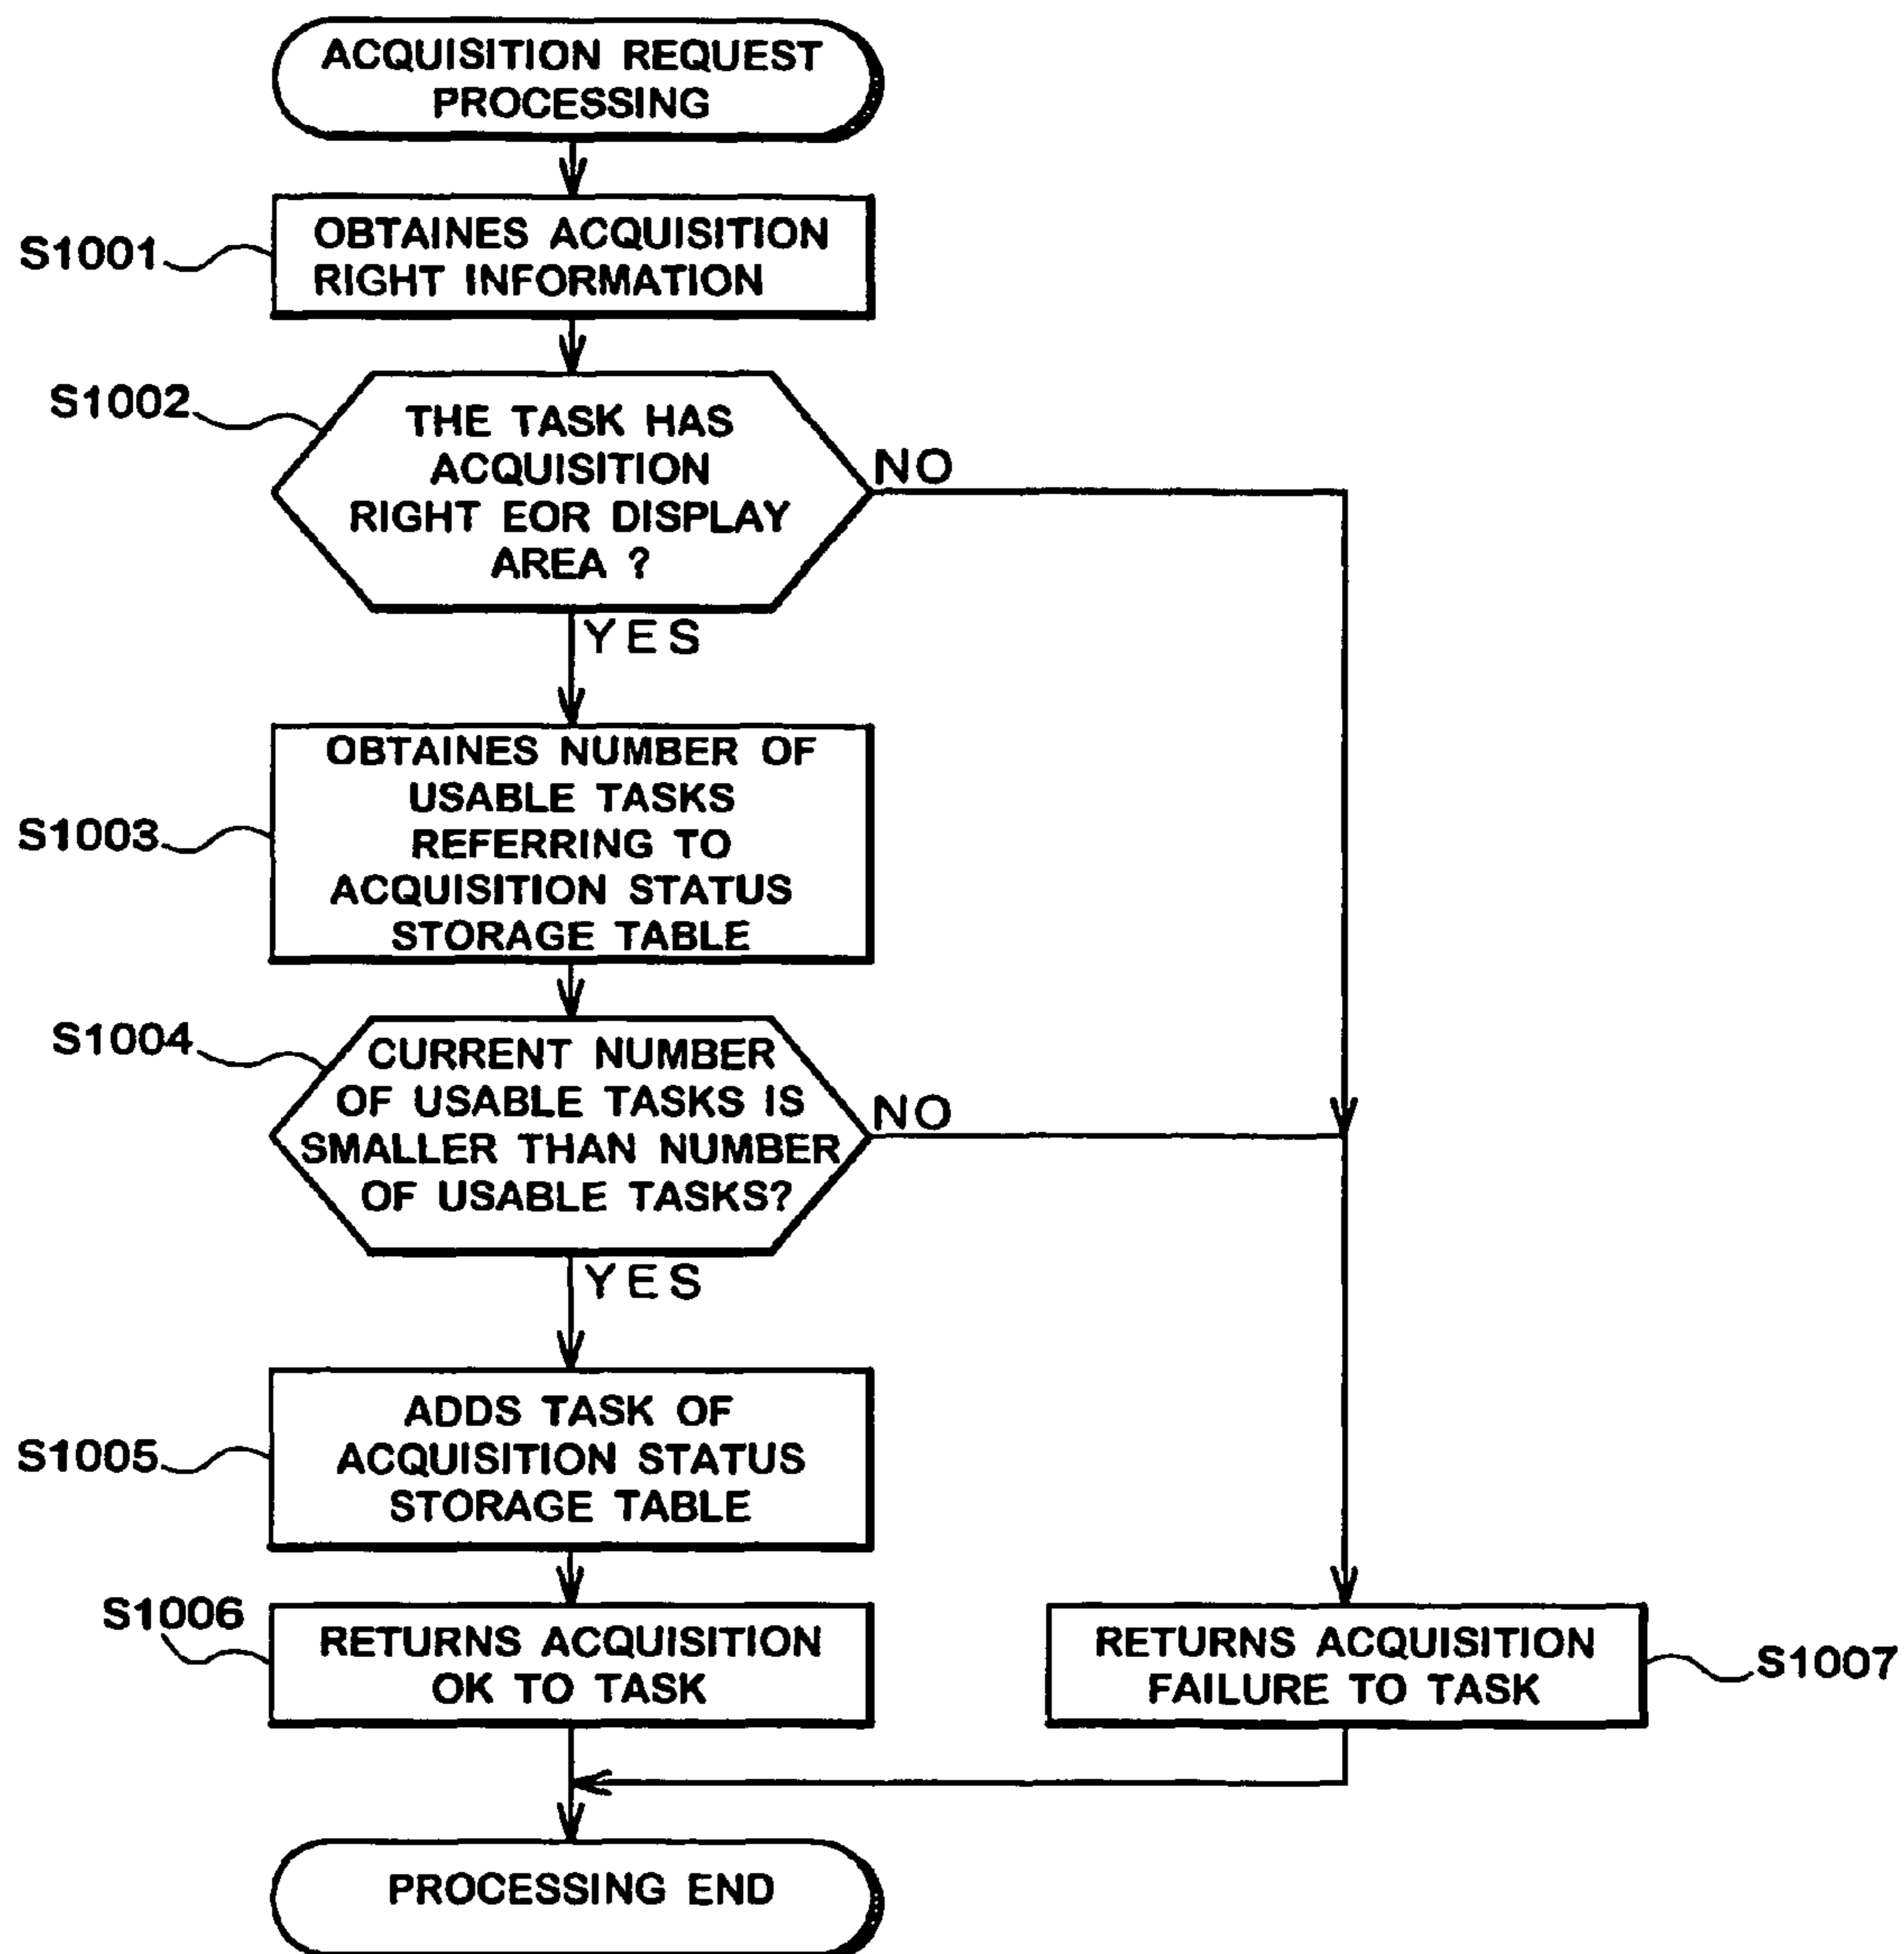 ACQUISITION REQUEST
PROCESSING
S1001
OBTAINES ACQUISITION
RIGHT INFORMATION
S1002
THE TASK HAS
ACQUISITION
RIGHT EOR DISPLAY
AREA ?
NO
YES
S1003
OBTAINES NUMBER OF
USABLE TASKS
REFERRING TO
ACQUISITION STATUS
STORAGE TABLE
S1004
CURRENT NUMBER
OF USABLE TASKS IS
SMALLER THAN NUMBER
OF USABLE TASKS?
NO
YES
S1005
ADDS TASK OF
ACQUISITION STATUS
STORAGE TABLE
S1006
RETURNS ACQUISITION
OK TO TASK
RETURNS ACQUISITION
FAILURE TO TASK
S1007
PROCESSING END